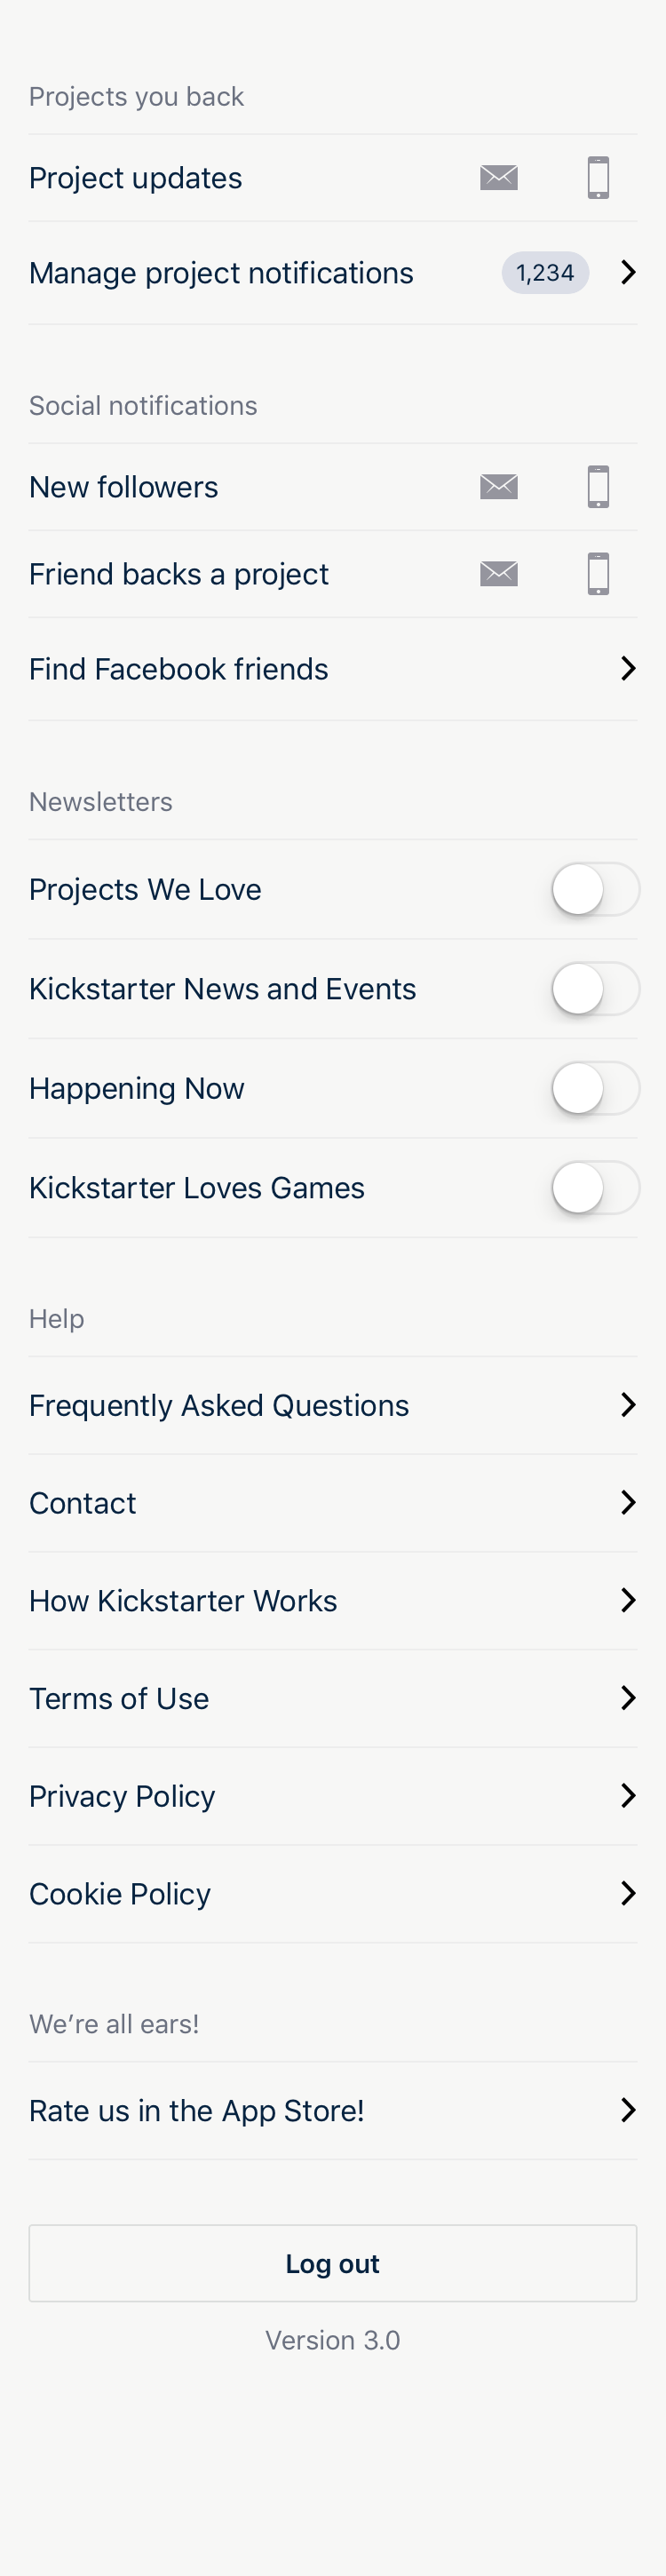 Projects you back
Project updates
Manage project notifications 1,234
Social notifications
New followers
Friend backs a project
Find Facebook friends
Newsletters
Projects We Love
Kickstarter News and Events
Happening Now
Kickstarter Loves Games
Help
Frequently Asked Questions
Contact
How Kickstarter Works
Terms of Use
Privacy Policy
Cookie Policy
We’re all ears!
Rate us in the App Store!
Log out
Version 3.0